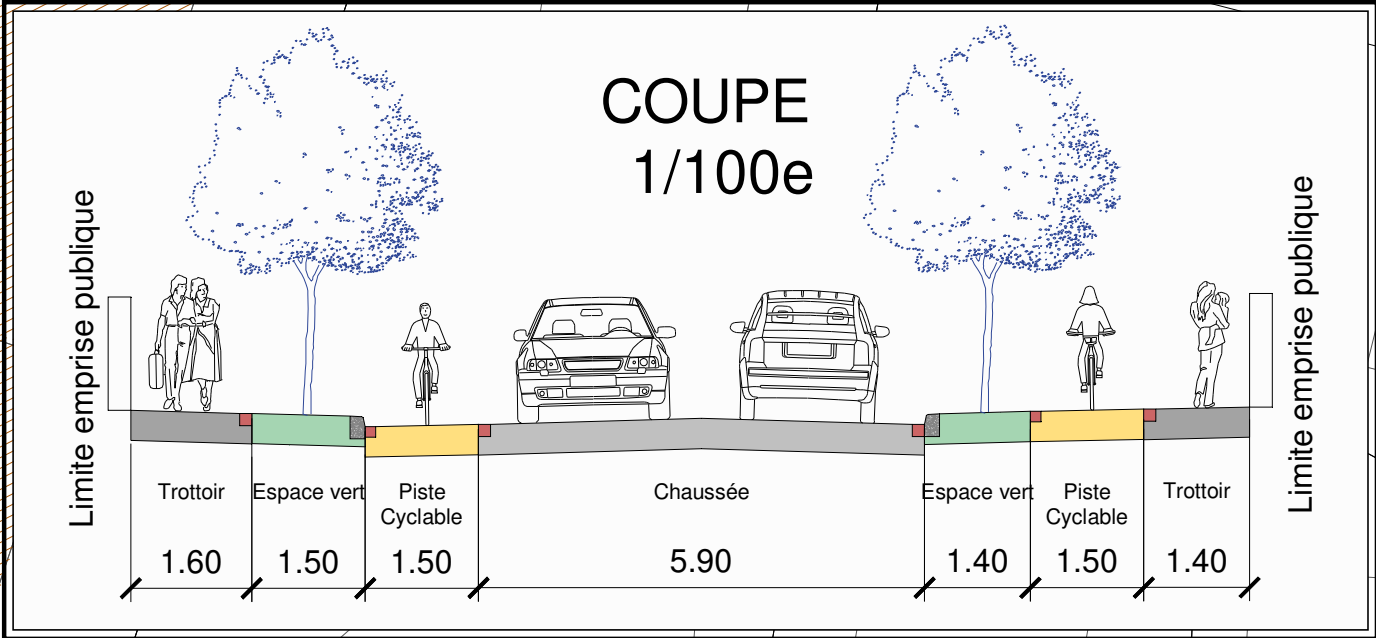 COUPE
1/100e
Limite emprise publique
Limite emprise publique
Trottoir
Espace vert
Piste
Cyclable
Chaussée
Espace vert
Piste
Cyclable
Trottoir
1.60
1.50
1.50
5.90
1.40
1.50
1.40